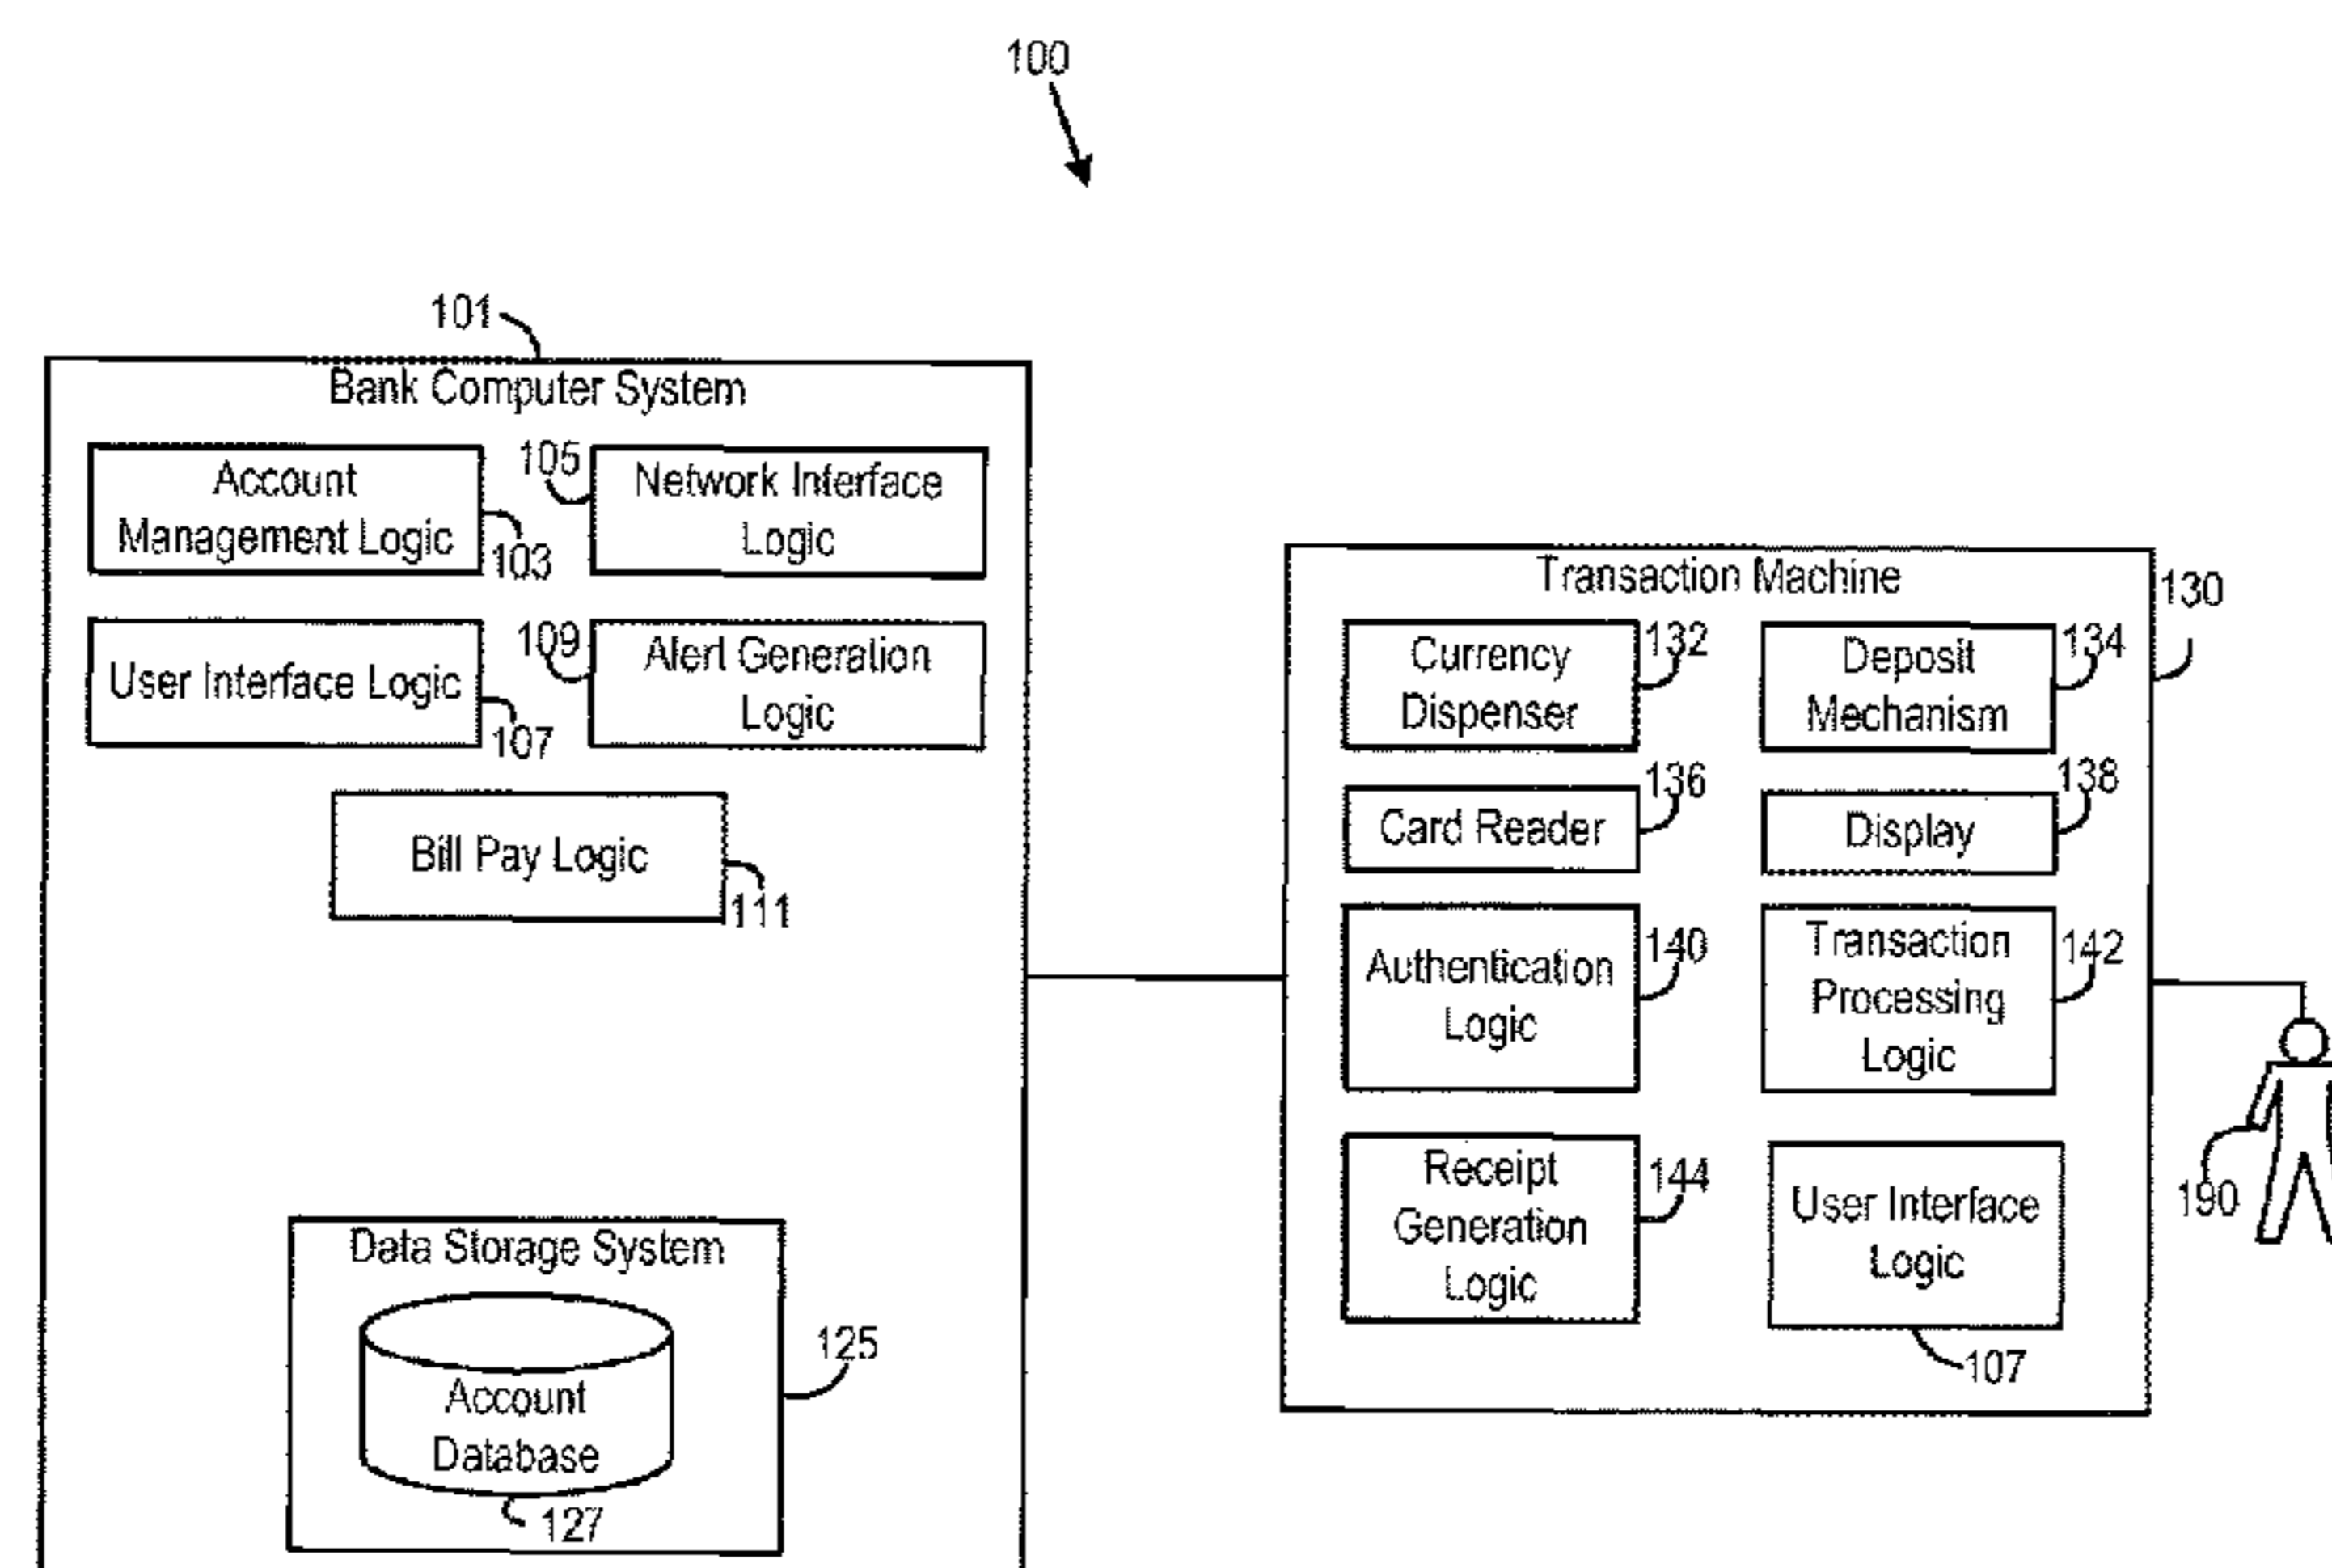 100
101
Bank Computer System
Account
Management Logic
103
105
Network Interface
Logic
User Interface Logic
107
109
Alert Generation
Logic
Bill Pay Logic
111
Data Storage System
125
Account
Database
127
Transaction Machine
130
Currency
Dispenser
132
Deposit
Mechanism
134
Card Reader
136
Display
138
Authentication
Logic
140
Transaction
Processing
Logic
142
Receipt
Generation
Logic
144
User Interface
Logic
107
190